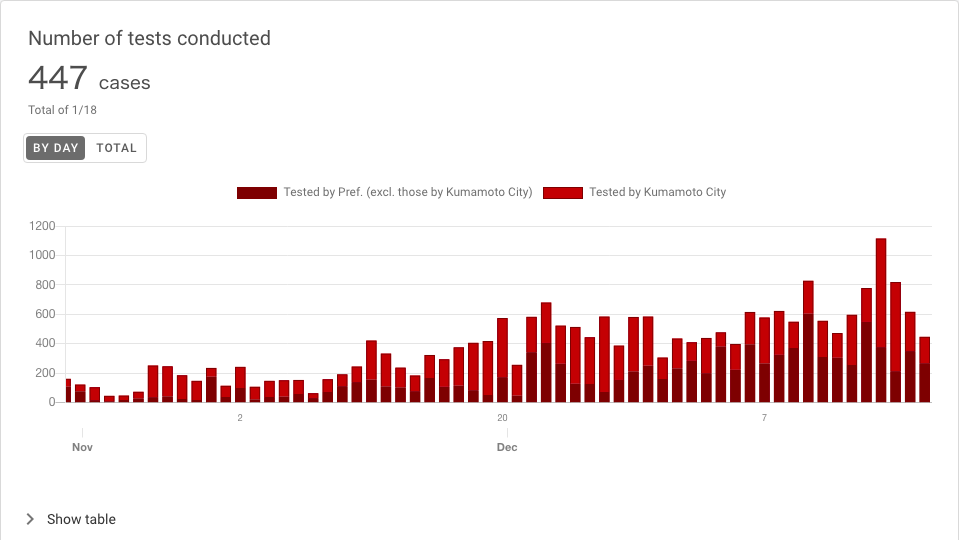 Number of tests conducted
447 cases
Total of 1/18
BY DAY TOTAL
Tested by Pref. (excl. those by Kumamoto City) Tested by Kumamoto City
1200
1000
800
600
400
200
0
2 20 7
Nov Dec
Show table